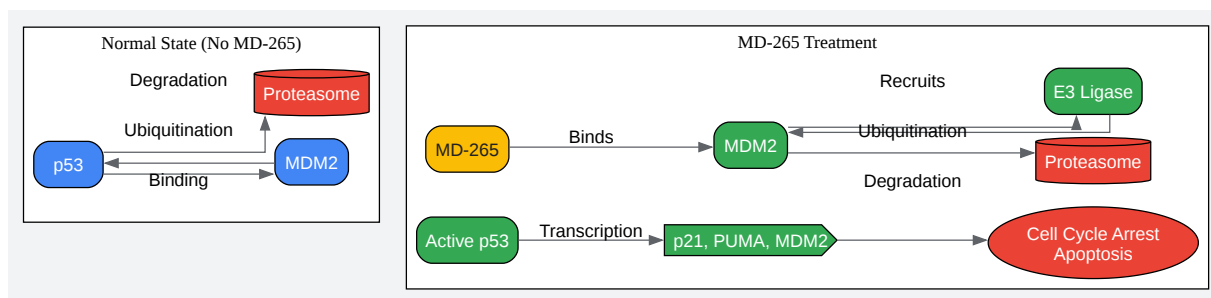 Normal State (No MD-265)
Degradation
Proteasome
Ubiquitination
p53
MDM2
Binding
MD-265 Treatment
Recruits
E3 Ligase
MD-265
Binds
MDM2
Ubiquitination
Proteasome
Degradation
Active p53
Transcription
p21, PUMA, MDM2
Cell Cycle Arrest
Apoptosis